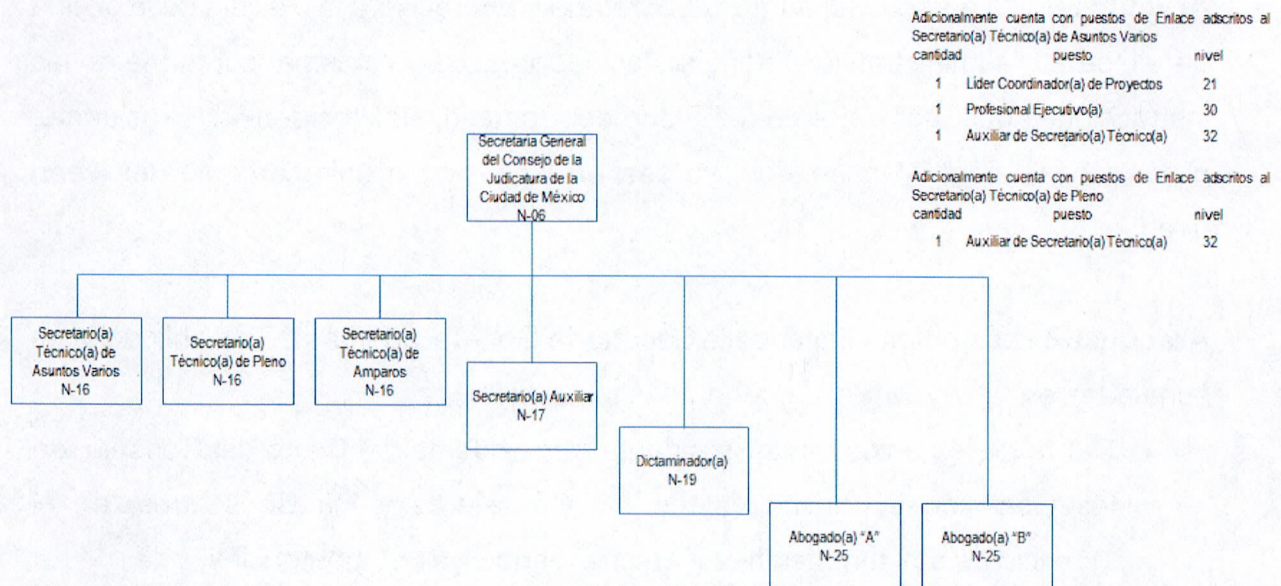 Adicionalmente cuenta con puestos de Enlace adscritos al
Secretario(a) Técnico(a) de Asuntos Varios
cantidad puesto nivel
1 Lider Coordinador(a) de Proyectos 21
1 Profesional Ejecutivo(a) 30
1 Auxiliar de Secretario(a) Técnico(a) 32
Adicionalmente cuenta con puestos de Enlace adscritos al
Secretario(a) Técnico(a) de Pleno
cantidad puesto nivel
1 Auxiliar de Secretario(a) Técnico(a) 32
Secretaría General
del Consejo de la
Judicatura de la
Ciudad de México
N-06
Secretario(a)
Técnico(a) de
Asuntos Varios
N-16
Secretario(a)
Técnico(a) de Pleno
N-16
Secretario(a)
Técnico(a) de
Amparos
N-16
Secretario(a) Auxiliar
N-17
Dictaminador(a)
N-19
Abogado(a) “A”
N-25
Abogado(a) “B”
N-25